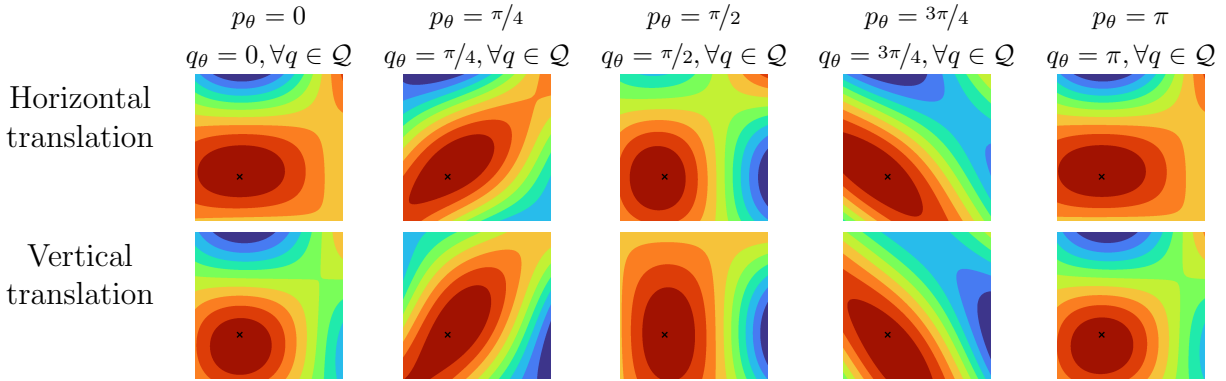 p_θ = 0 p_θ = π/4 p_θ = π/2 p_θ = 3π/4 p_θ = π
q_θ = 0, ∀q ∈ 𝒬 q_θ = π/4, ∀q ∈ 𝒬 q_θ = π/2, ∀q ∈ 𝒬 q_θ = 3π/4, ∀q ∈ 𝒬 q_θ = π, ∀q ∈ 𝒬
Horizontal
translation
Vertical
translation